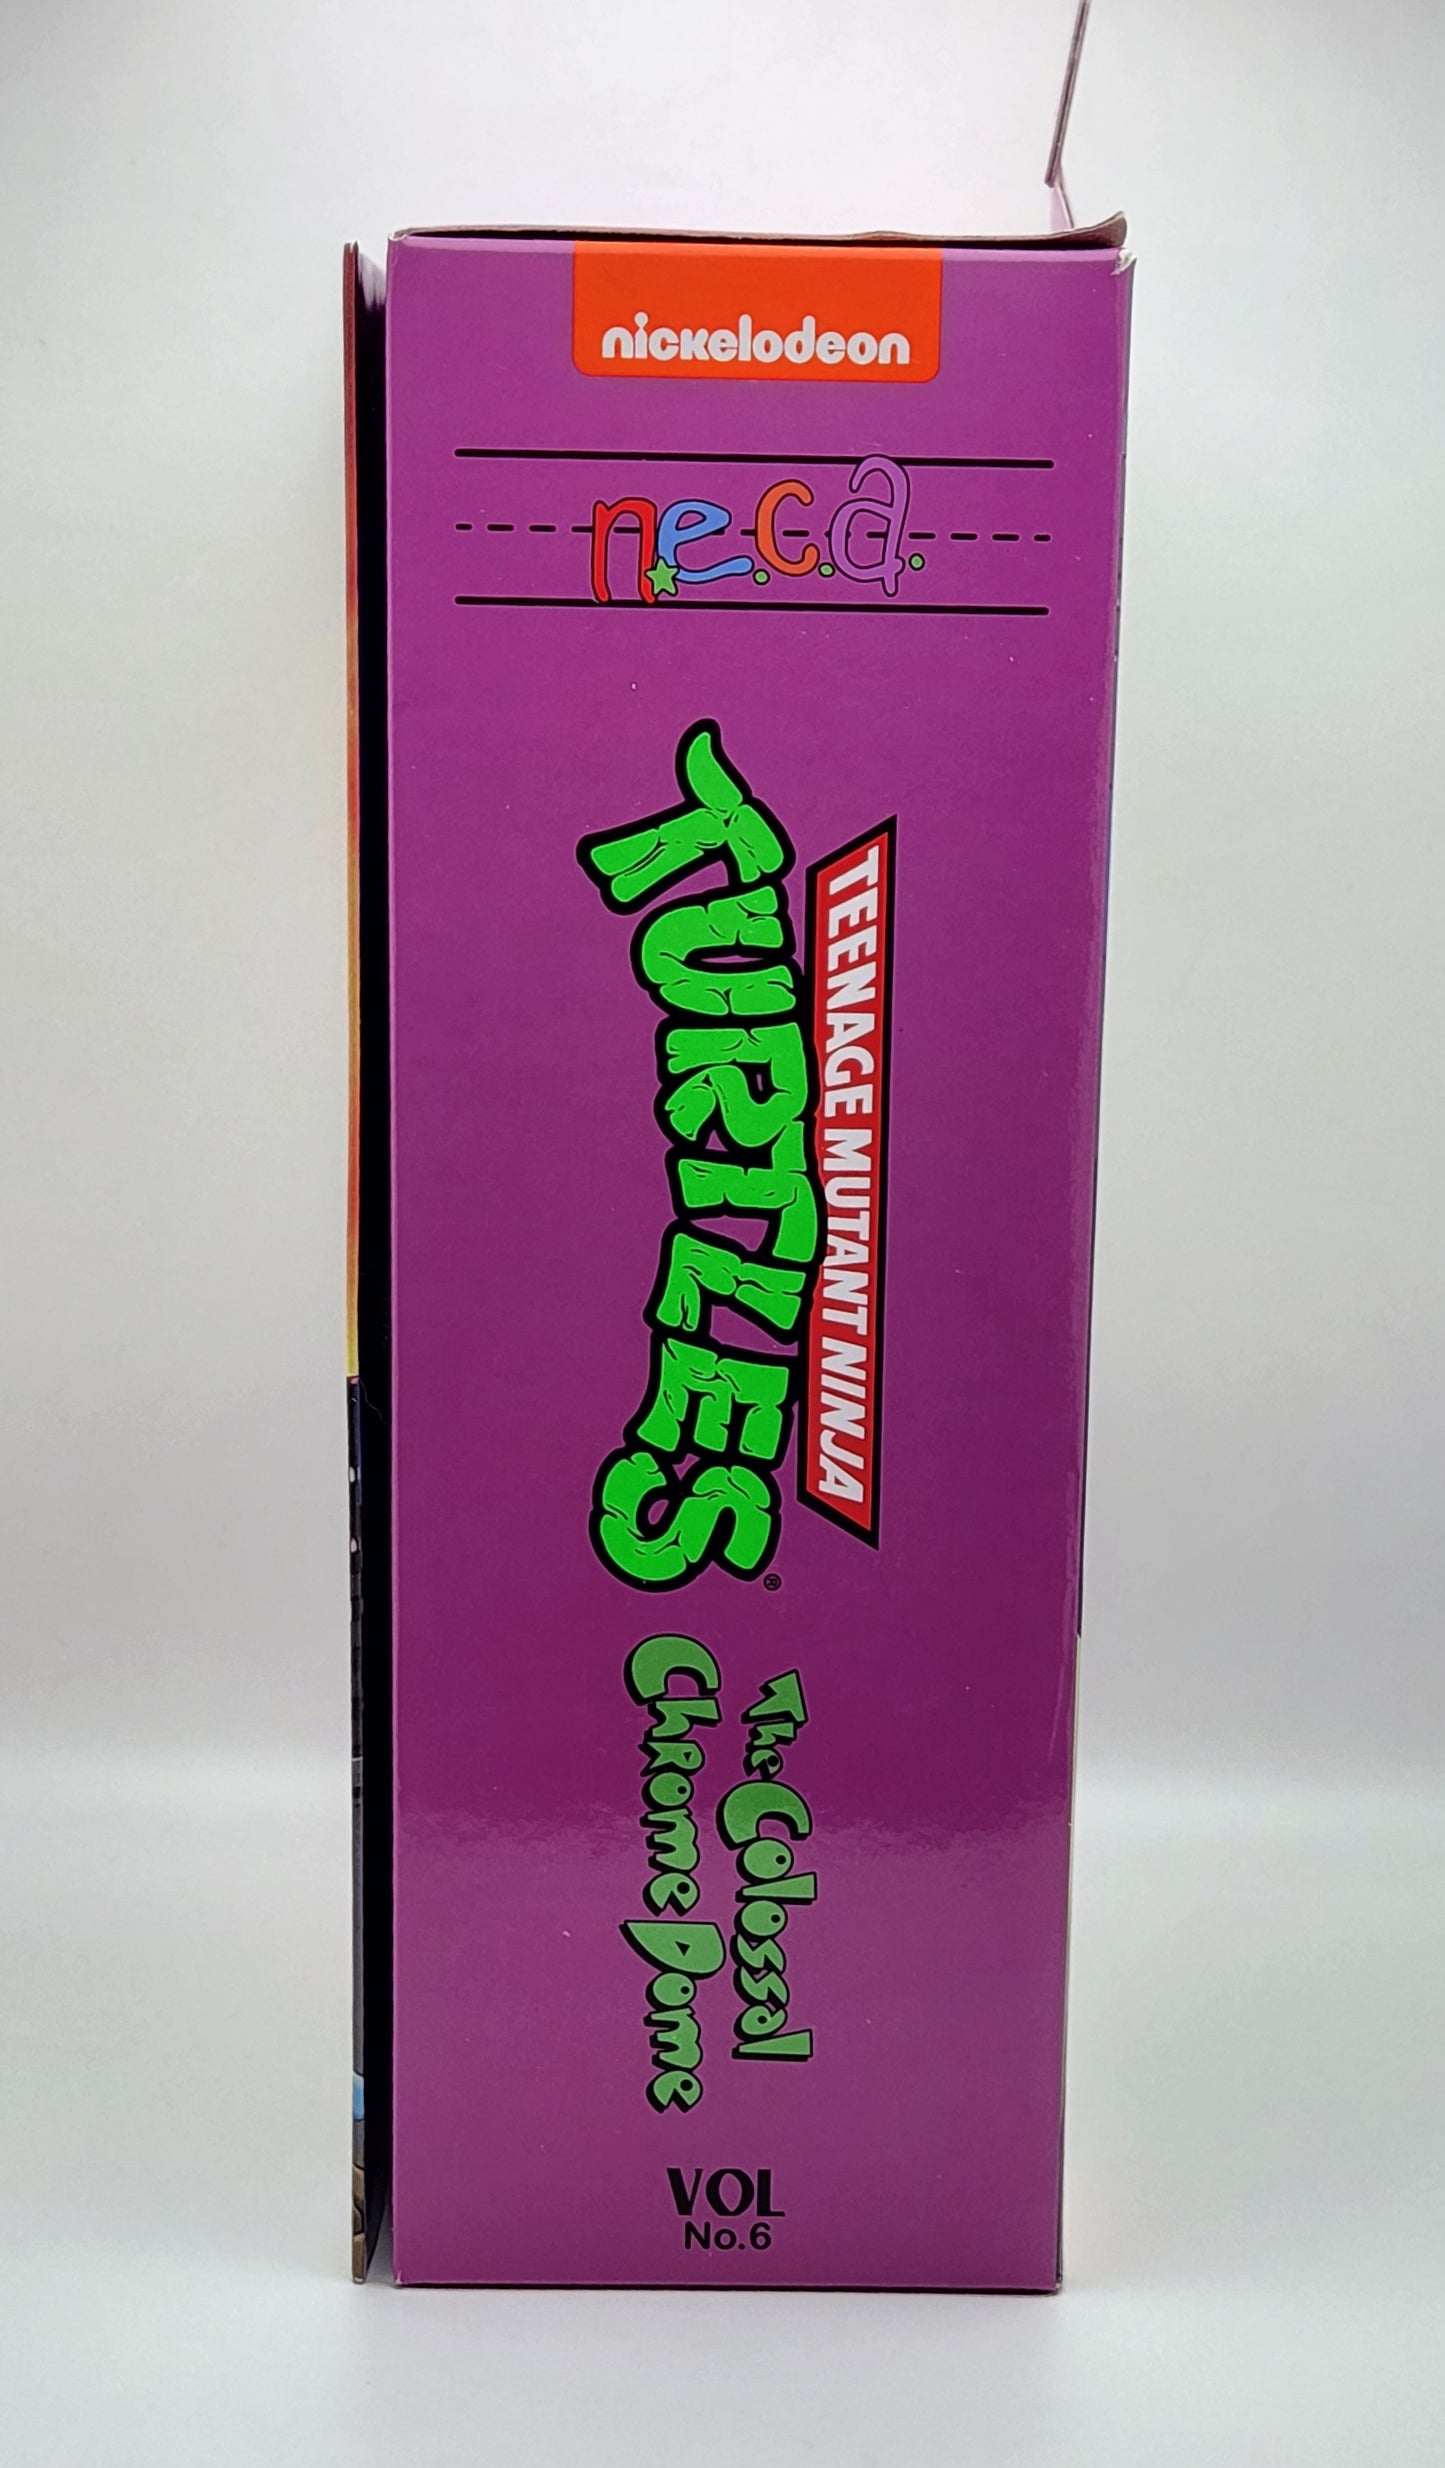 nickelodeon
n.e.c.a.
TEENAGE MUTANT NINJA
TURTLES®
The Colossal
Chrome Dome
VOL
No.6